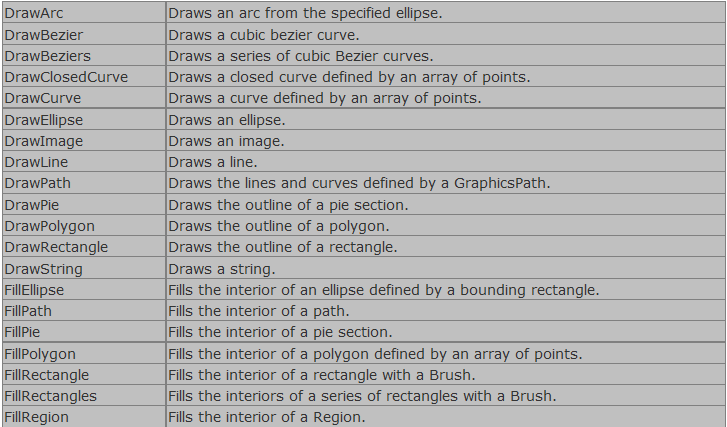 DrawArc Draws an arc from the specified ellipse.
DrawBezier Draws a cubic bezier curve.
DrawBeziers Draws a series of cubic Bezier curves.
DrawClosedCurve Draws a closed curve defined by an array of points.
DrawCurve Draws a curve defined by an array of points.
DrawEllipse Draws an ellipse.
DrawImage Draws an image.
DrawLine Draws a line.
DrawPath Draws the lines and curves defined by a GraphicsPath.
DrawPie Draws the outline of a pie section.
DrawPolygon Draws the outline of a polygon.
DrawRectangle Draws the outline of a rectangle.
DrawString Draws a string.
FillEllipse Fills the interior of an ellipse defined by a bounding rectangle.
FillPath Fills the interior of a path.
FillPie Fills the interior of a pie section.
FillPolygon Fills the interior of a polygon defined by an array of points.
FillRectangle Fills the interior of a rectangle with a Brush.
FillRectangles Fills the interiors of a series of rectangles with a Brush.
FillRegion Fills the interior of a Region.